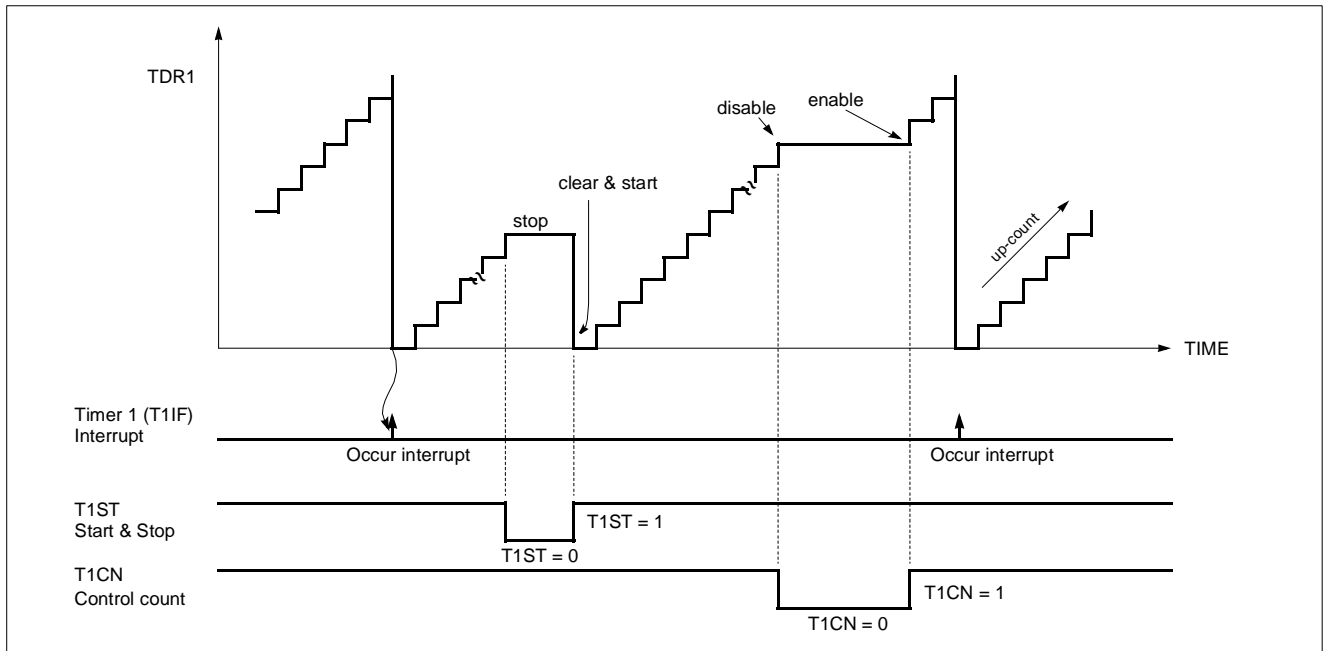 TDR1
disable
enable
clear & start
stop
up-count
TIME
Timer 1 (T1IF)
Interrupt
Occur interrupt
Occur interrupt
T1ST
Start & Stop
T1ST = 1
T1ST = 0
T1CN
Control count
T1CN = 1
T1CN = 0